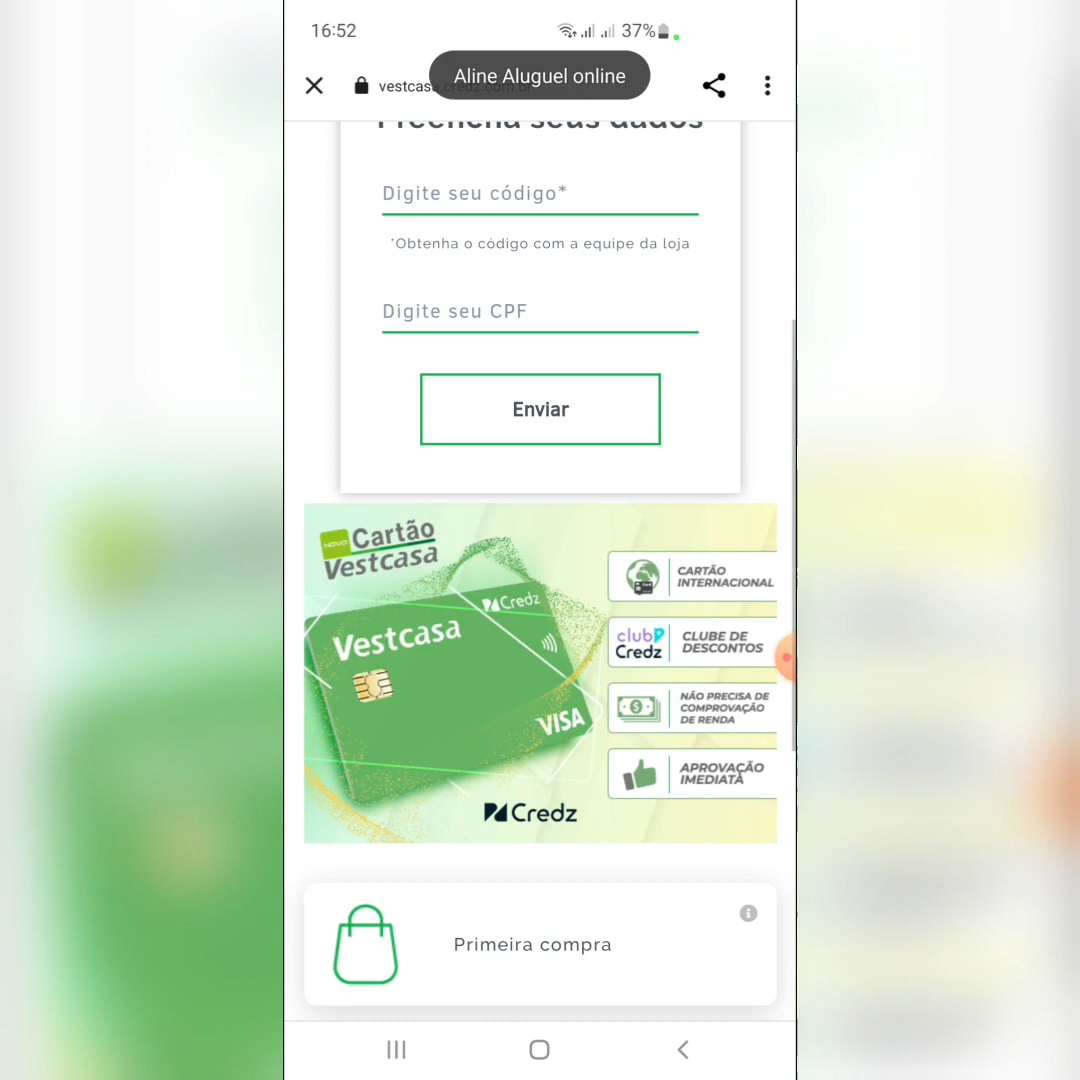 16:52
37%
Aline Aluguel online
vestcasa.credz.com.br
Preencha seus dados
Digite seu código*
*Obtenha o código com a equipe da loja
Digite seu CPF
Enviar
NOVO Cartão
Vestcasa
Credz
Vestcasa
VISA
Credz
CARTÃO
INTERNACIONAL
club
Credz
CLUBE DE
DESCONTOS
NÃO PRECISA DE
COMPROVAÇÃO
DE RENDA
APROVAÇÃO
IMEDIATA
Primeira compra